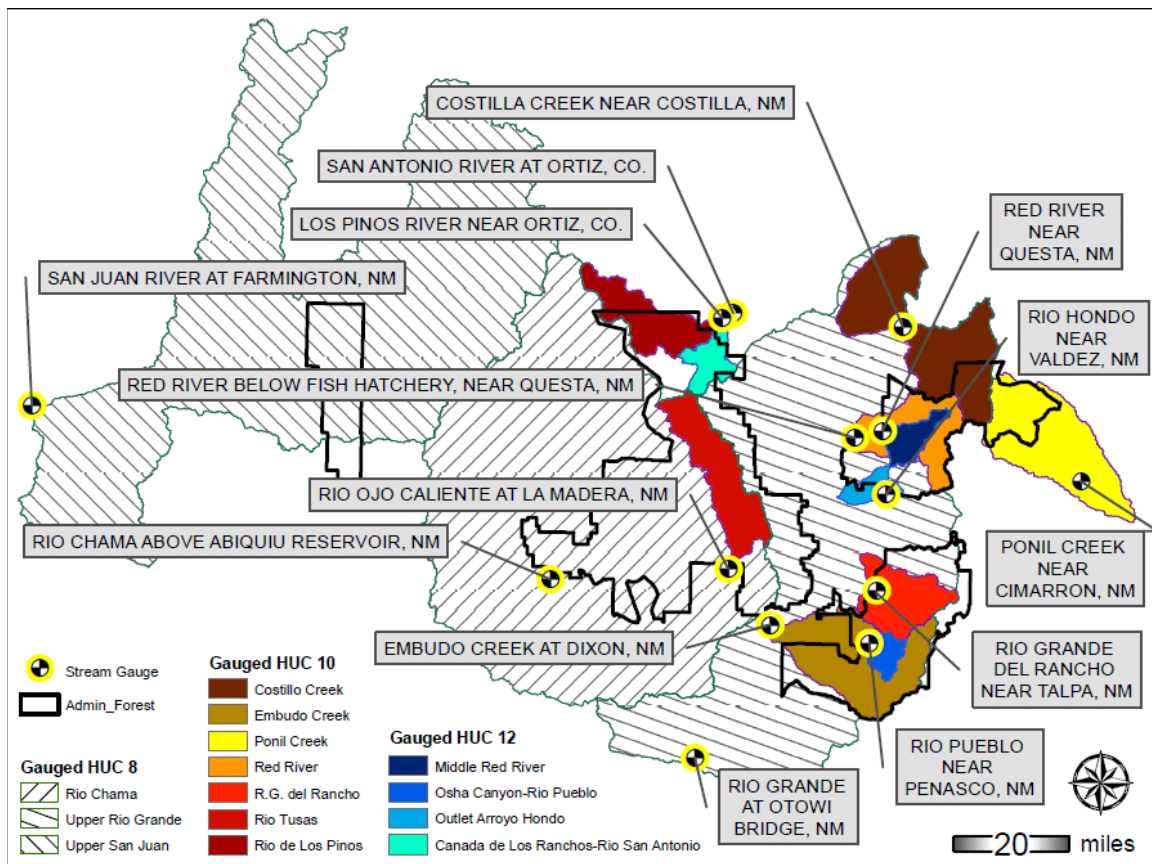 COSTILLA CREEK NEAR COSTILLA, NM
SAN ANTONIO RIVER AT ORTIZ, CO.
LOS PINOS RIVER NEAR ORTIZ, CO.
RED RIVER
NEAR
QUESTA, NM
SAN JUAN RIVER AT FARMINGTON, NM
RIO HONDO
NEAR
VALDEZ, NM
RED RIVER BELOW FISH HATCHERY, NEAR QUESTA, NM
RIO OJO CALIENTE AT LA MADERA, NM
RIO CHAMA ABOVE ABIQUIU RESERVOIR, NM
PONIL CREEK
NEAR
CIMARRON, NM
EMBUDO CREEK AT DIXON, NM
RIO GRANDE
DEL RANCHO
NEAR TALPA, NM
RIO PUEBLO
NEAR
PENASCO, NM
RIO GRANDE
AT OTOWI
BRIDGE, NM
Stream Gauge
Admin_Forest
Gauged HUC 8
Rio Chama
Upper Rio Grande
Upper San Juan
Gauged HUC 10
Costillo Creek
Embudo Creek
Ponil Creek
Red River
R.G. del Rancho
Rio Tusas
Rio de Los Pinos
Gauged HUC 12
Middle Red River
Osha Canyon-Rio Pueblo
Outlet Arroyo Hondo
Canada de Los Ranchos-Rio San Antonio
20 miles